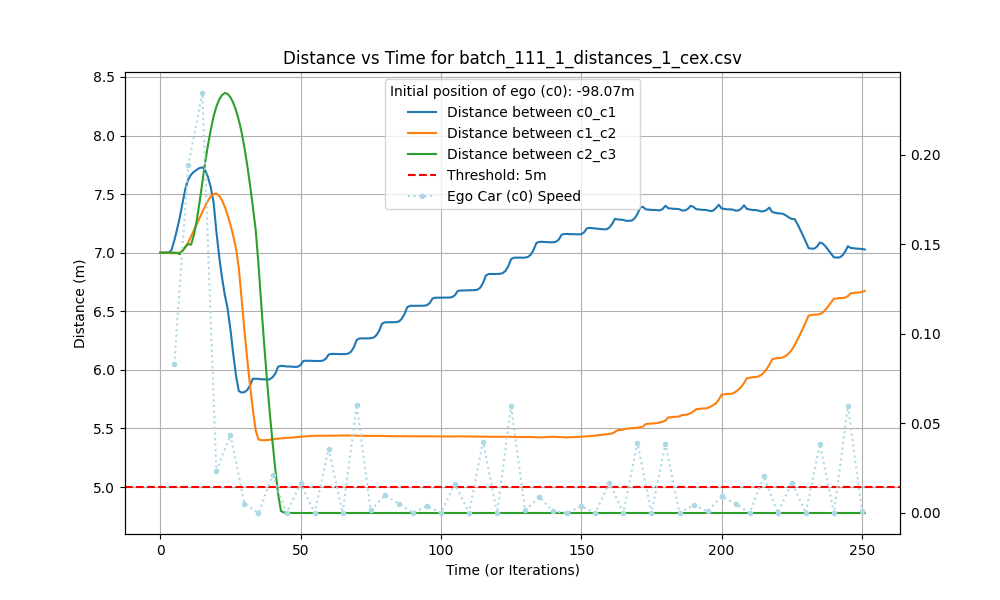 Distance vs Time for batch_111_1_distances_1_cex.csv
Initial position of ego (c0): -98.07m
Distance between c0_c1
Distance between c1_c2
Distance between c2_c3
Threshold: 5m
Ego Car (c0) Speed
Distance (m)
8.5
8.0
7.5
7.0
6.5
6.0
5.5
5.0
0.20
0.15
0.10
0.05
0.00
0
50
100
150
200
250
Time (or Iterations)